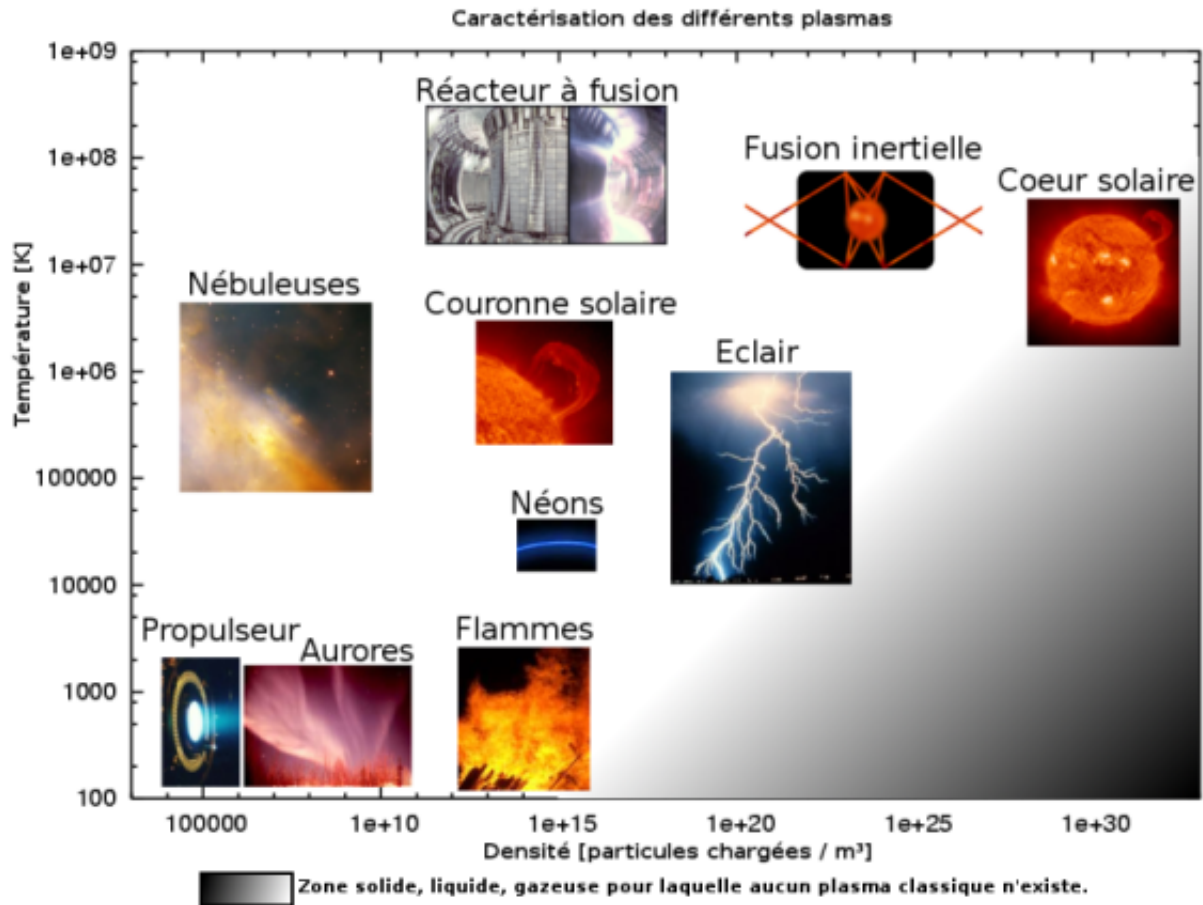 Caractérisation des différents plasmas
1e+09
1e+08
1e+07
1e+06
100000
10000
1000
100
Température [K]
Réacteur à fusion
Fusion inertielle
Coeur solaire
Nébuleuses
Couronne solaire
Eclair
Néons
Propulseur
Aurores
Flammes
100000
1e+10
1e+15
1e+20
1e+25
1e+30
Densité [particules chargées / m³]
Zone solide, liquide, gazeuse pour laquelle aucun plasma classique n'existe.